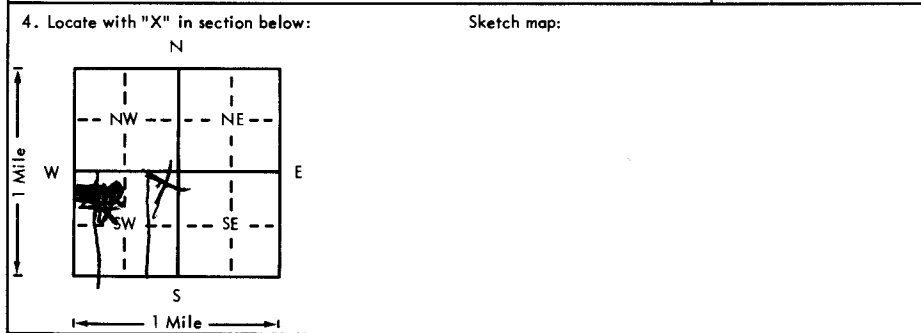 4. Locate with "X" in section below: Sketch map:
N
NW NE
1 Mile W E
X
X
SW SE
S
1 Mile